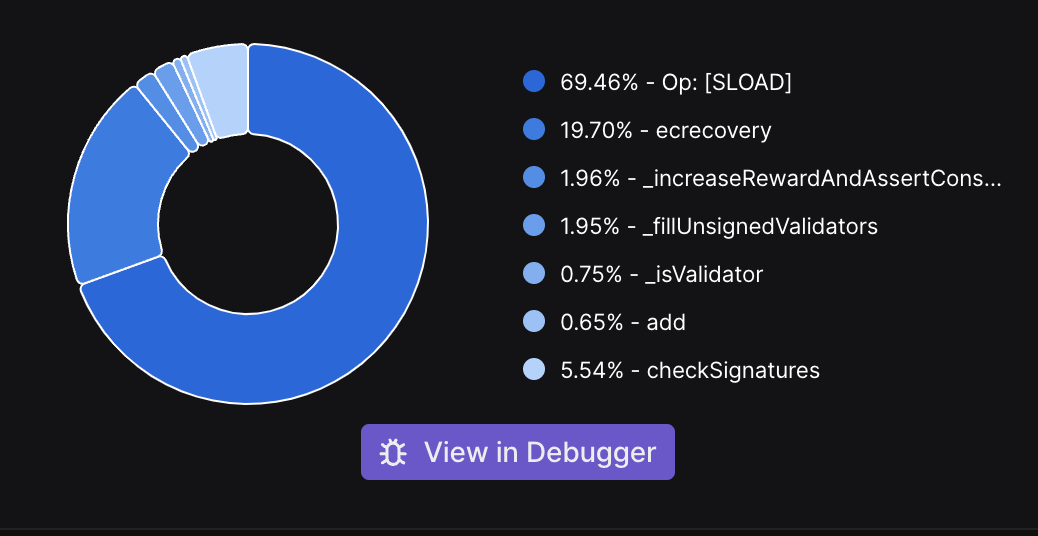 69.46% - Op: [SLOAD]
19.70% - ecrecovery
1.96% - _increaseRewardAndAssertCons...
1.95% - _fillUnsignedValidators
0.75% - _isValidator
0.65% - add
5.54% - checkSignatures
View in Debugger